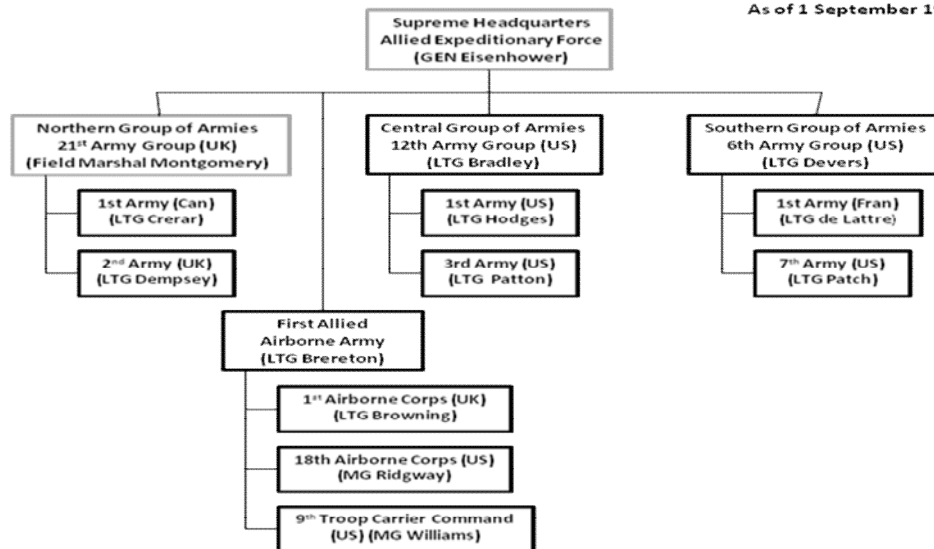 As of 1 September 1
Supreme Headquarters
Allied Expeditionary Force
(GEN Eisenhower)
Northern Group of Armies
21st Army Group (UK)
(Field Marshal Montgomery)
Central Group of Armies
12th Army Group (US)
(LTG Bradley)
Southern Group of Armies
6th Army Group (US)
(LTG Devers)
1st Army (Can)
(LTG Crerar)
2nd Army (UK)
(LTG Dempsey)
1st Army (US)
(LTG Hodges)
3rd Army (US)
(LTG Patton)
1st Army (Fran)
(LTG de Lattre)
7th Army (US)
(LTG Patch)
First Allied
Airborne Army
(LTG Brereton)
1st Airborne Corps (UK)
(LTG Browning)
18th Airborne Corps (US)
(MG Ridgway)
9th Troop Carrier Command
(US) (MG Williams)